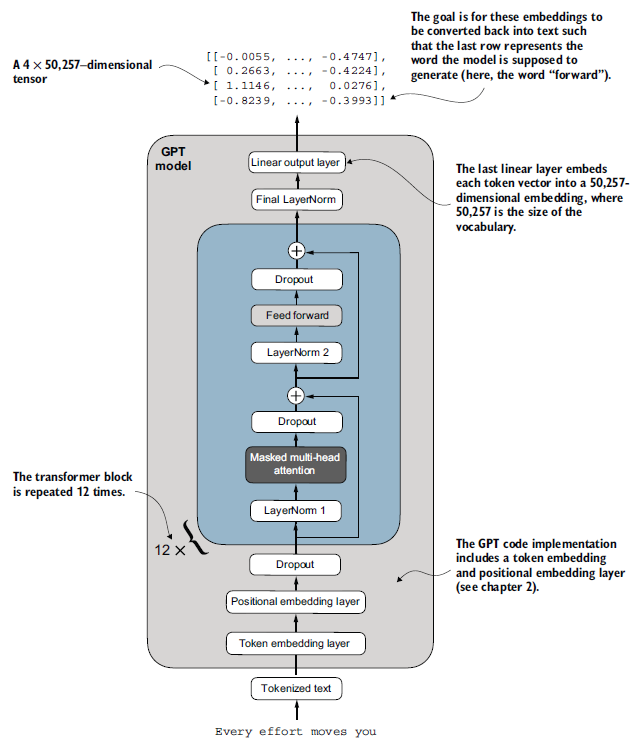 The goal is for these embeddings to
be converted back into text such
that the last row represents the
word the model is supposed to
generate (here, the word “forward”).
A 4 × 50,257–dimensional
tensor
[[-0.0055, ..., -0.4747],
[ 0.2663, ..., -0.4224],
[ 1.1146, ..., 0.0276],
[-0.8239, ..., -0.3993]]
GPT
model
Linear output layer
The last linear layer embeds
each token vector into a 50,257-
dimensional embedding, where
50,257 is the size of the
vocabulary.
Final LayerNorm
+
Dropout
Feed forward
LayerNorm 2
+
Dropout
Masked multi-head
attention
LayerNorm 1
The transformer block
is repeated 12 times.
12 ×
{
Dropout
The GPT code implementation
includes a token embedding
and positional embedding layer
(see chapter 2).
Positional embedding layer
Token embedding layer
Tokenized text
Every effort moves you